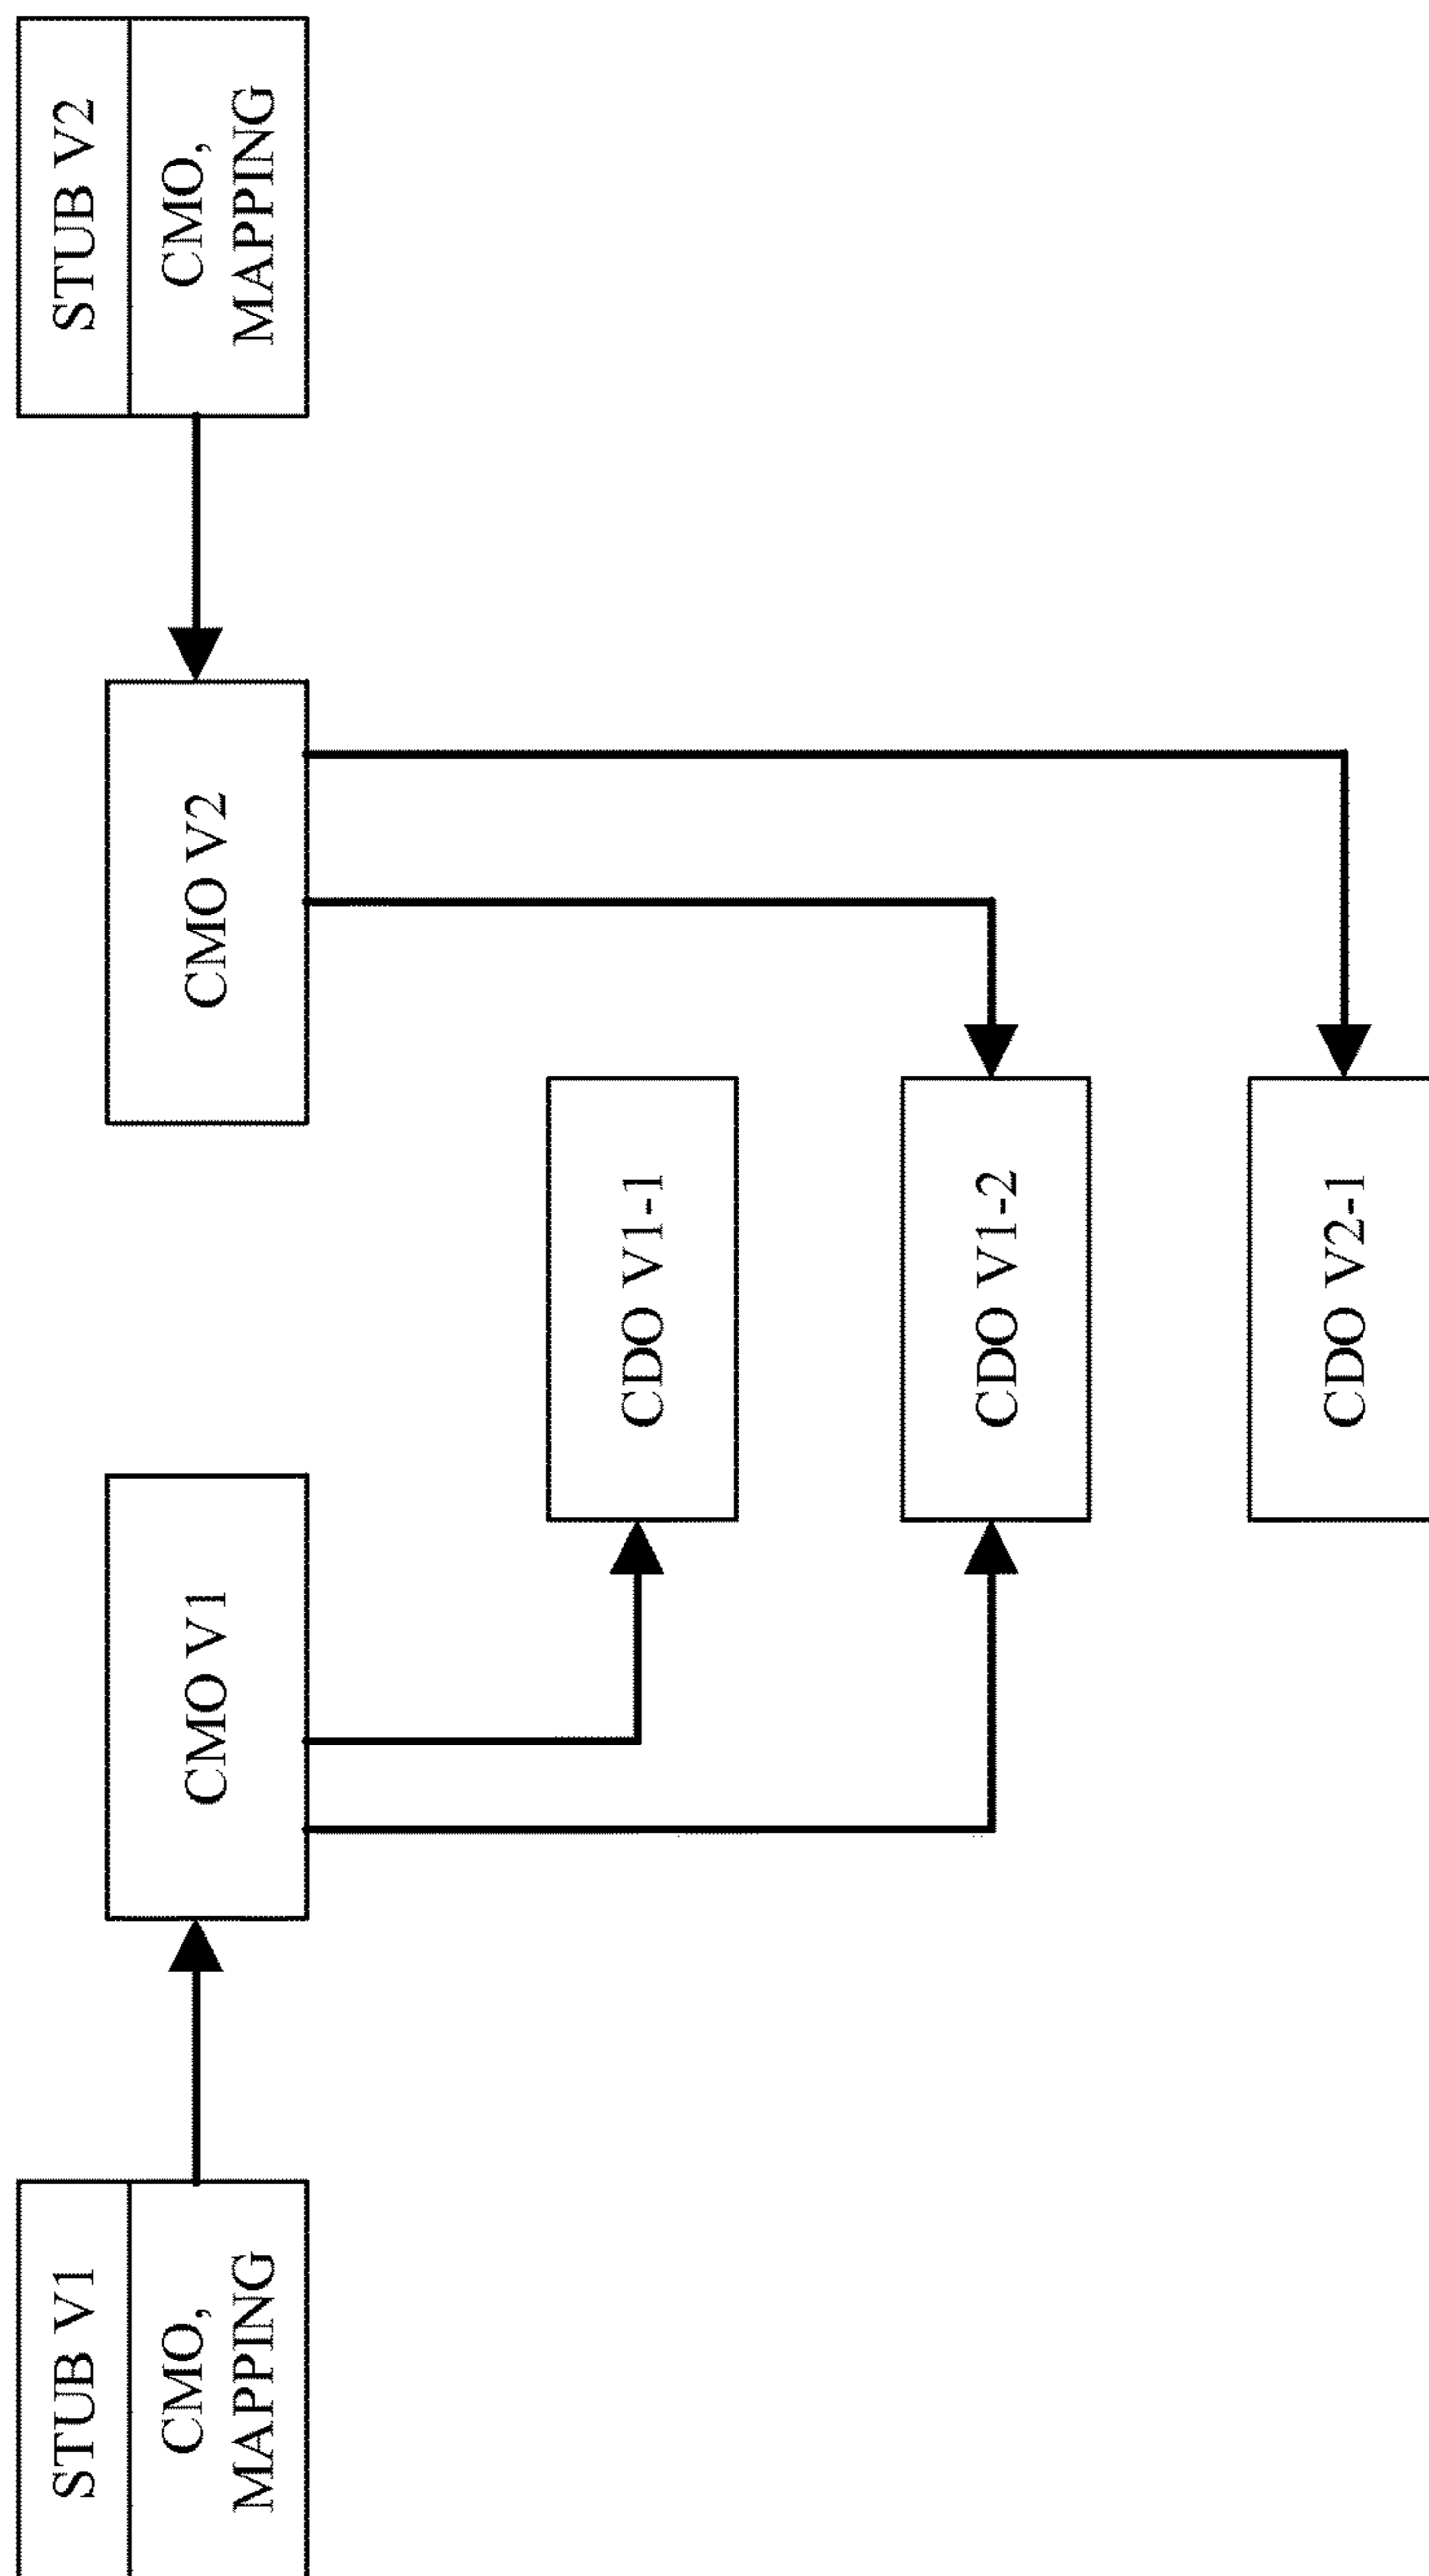 STUB V1
CMO,
MAPPING
CMO V1
CMO V2
STUB V2
CMO,
MAPPING
CDO V1-1
CDO V1-2
CDO V2-1